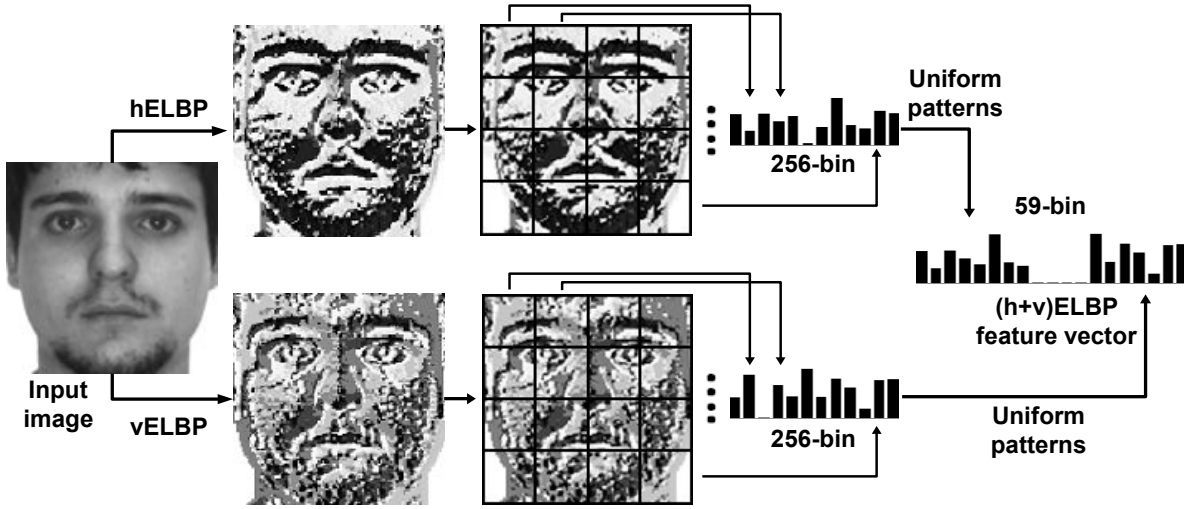 hELBP
Uniform
patterns
256-bin
59-bin
(h+v)ELBP
feature vector
Input
image
vELBP
256-bin
Uniform
patterns